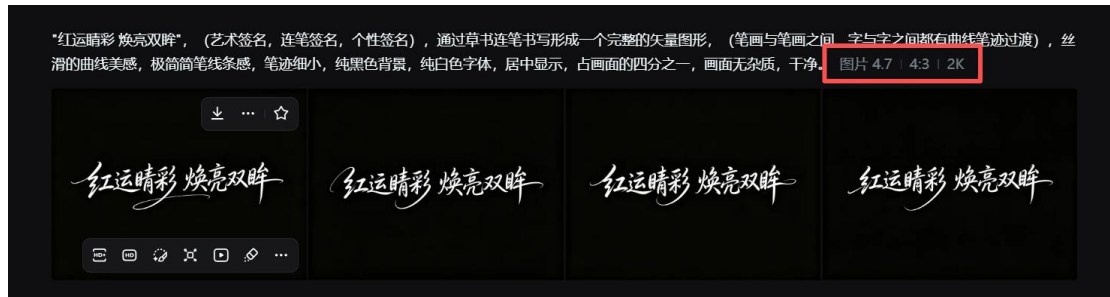 "红运睛彩 焕亮双眸"，（艺术签名，连笔签名，个性签名），通过草书连笔书写形成一个完整的矢量图形，（笔画与笔画之间，字与字之间都有曲线笔迹过渡），丝
滑的曲线美感，极简简笔线条感，笔迹细小，纯黑色背景，纯白色字体，居中显示，占画面的四分之一，画面无杂质，干净。 图片 4.7 | 4:3 | 2K
红运睛彩 焕亮双眸
红运睛彩 焕亮双眸
红运睛彩 焕亮双眸
红运睛彩 焕亮双眸
HD+ HD